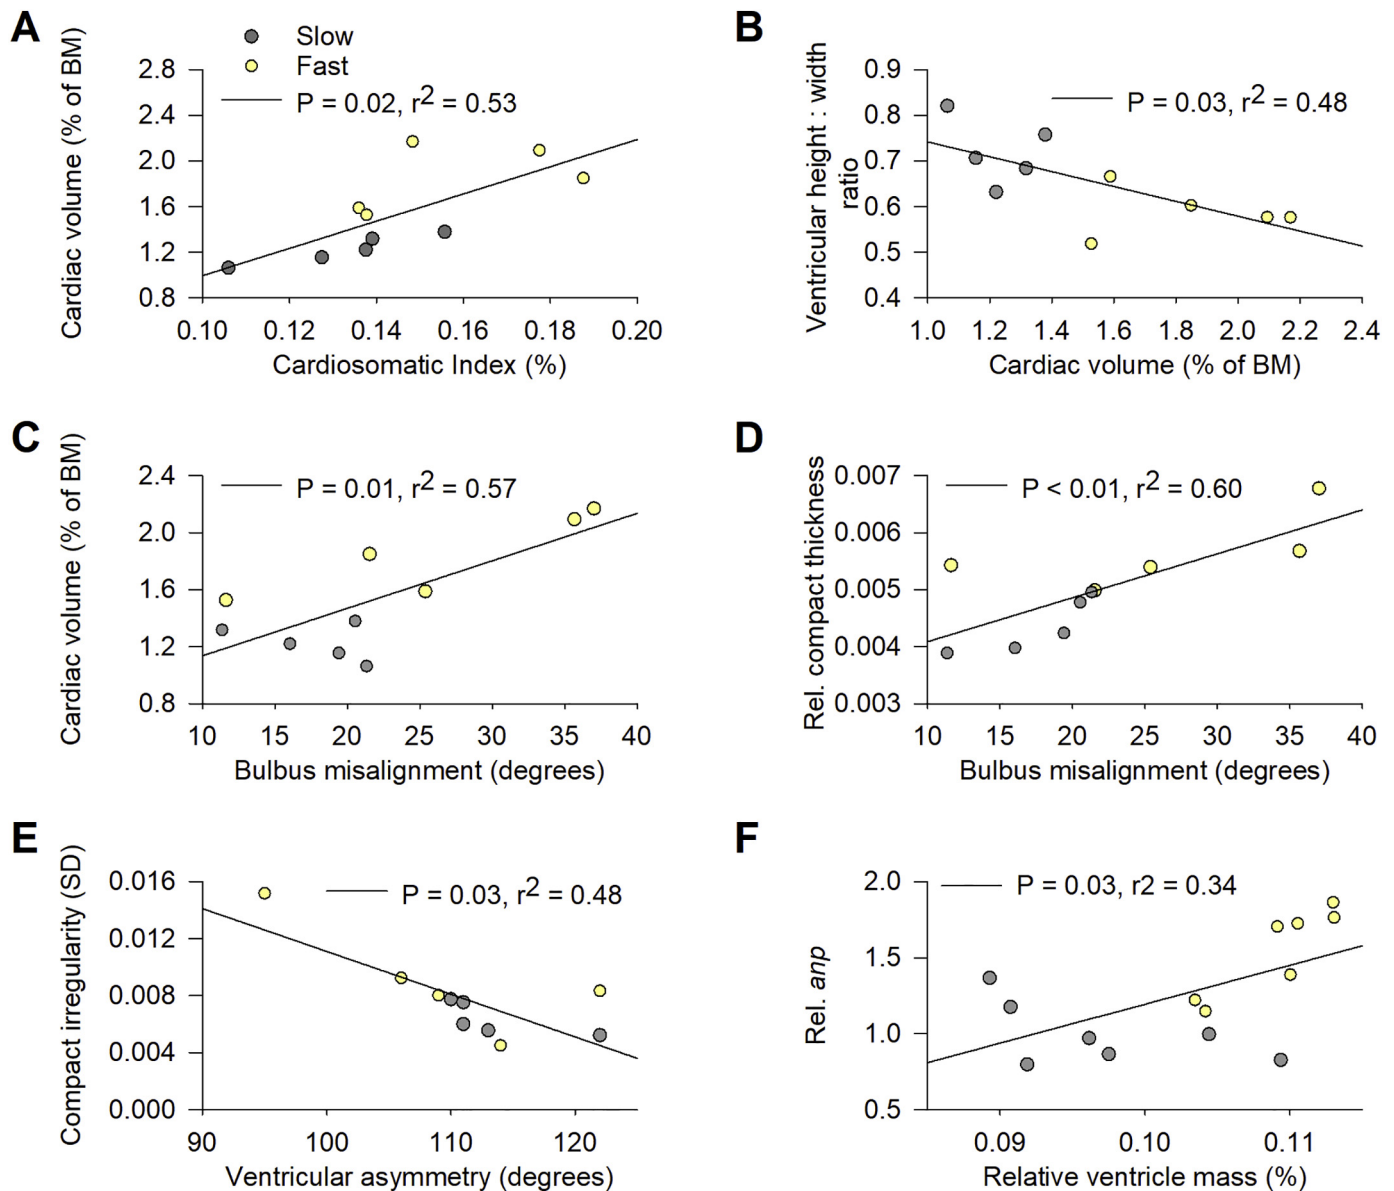 A
Slow
Fast
P = 0.02, r2 = 0.53
Cardiac volume (% of BM)
2.8
2.4
2.0
1.6
1.2
0.8
0.10 0.12 0.14 0.16 0.18 0.20
Cardiosomatic Index (%)
B
P = 0.03, r2 = 0.48
Ventricular height : width
ratio
0.9
0.8
0.7
0.6
0.5
0.4
1.0 1.2 1.4 1.6 1.8 2.0 2.2 2.4
Cardiac volume (% of BM)
C
P = 0.01, r2 = 0.57
Cardiac volume (% of BM)
2.4
2.0
1.6
1.2
0.8
10 15 20 25 30 35 40
Bulbus misalignment (degrees)
D
P < 0.01, r2 = 0.60
Rel. compact thickness
0.007
0.006
0.005
0.004
0.003
10 15 20 25 30 35 40
Bulbus misalignment (degrees)
E
P = 0.03, r2 = 0.48
Compact irregularity (SD)
0.016
0.012
0.008
0.004
0.000
90 100 110 120
Ventricular asymmetry (degrees)
F
P = 0.03, r2 = 0.34
Rel. anp
2.0
1.5
1.0
0.5
0.09 0.10 0.11
Relative ventricle mass (%)